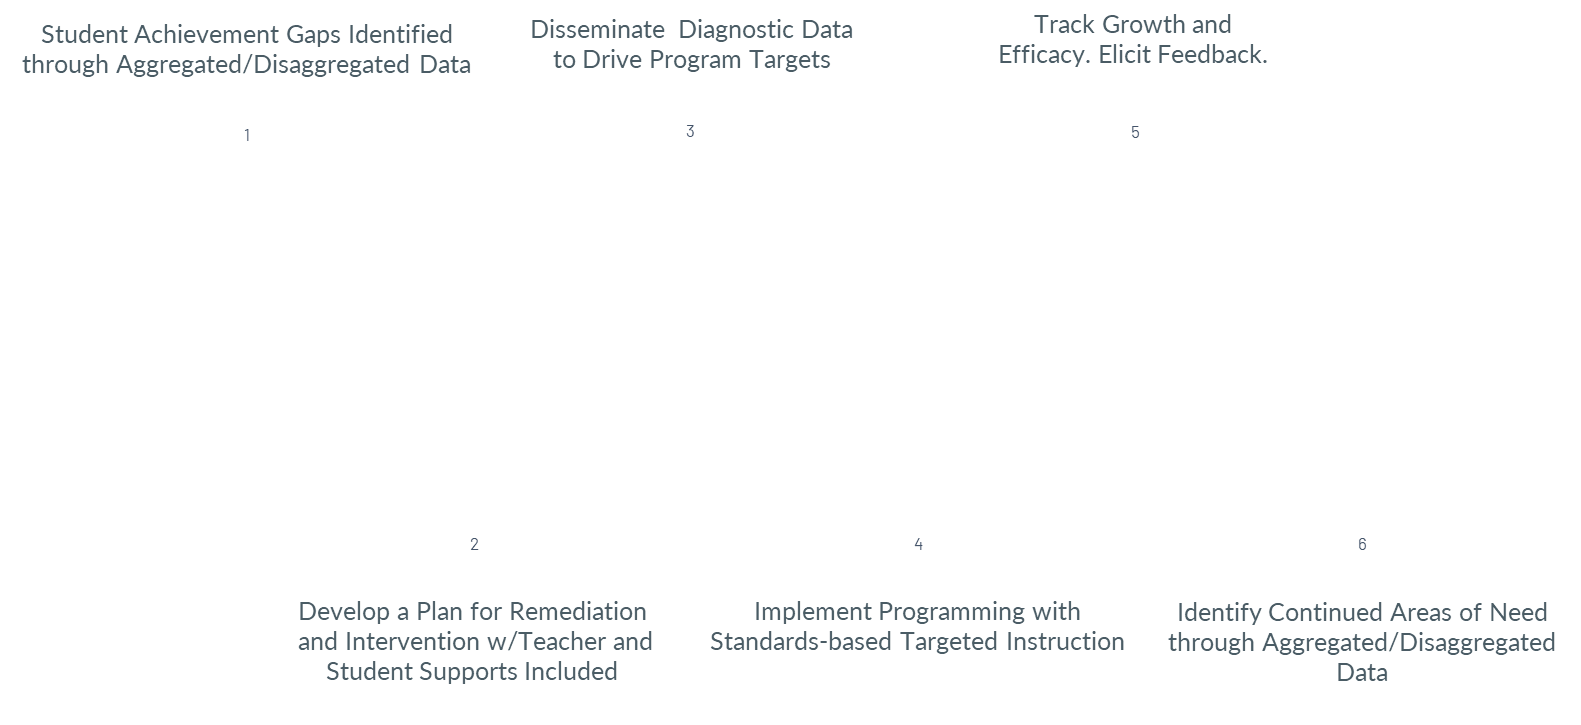 Student Achievement Gaps Identified
through Aggregated/Disaggregated Data
1
Develop a Plan for Remediation
and Intervention w/Teacher and
Student Supports Included
2
Disseminate  Diagnostic Data
to Drive Program Targets
3
Implement Programming with
Standards-based Targeted Instruction
4
Track Growth and
Efficacy. Elicit Feedback.
5
Identify Continued Areas of Need
through Aggregated/Disaggregated
Data
6